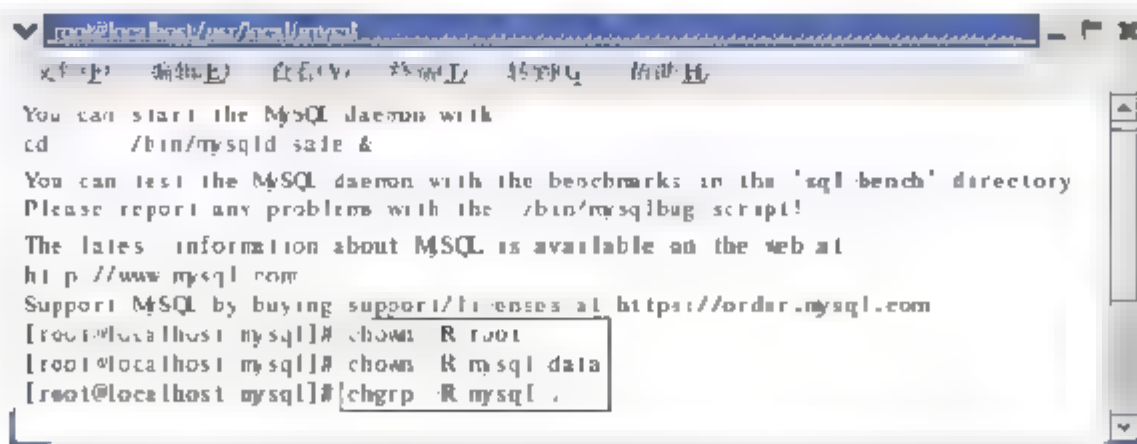 root@localhost:/usr/local/mysql
You can start the MySQL daemon with
cd /bin/mysqld safe &
You can test the MySQL daemon with the benchmarks in the 'sql-bench' directory
Please report any problems with the /bin/mysqlbug script!
The lates information about MySQL is available on the web at
ht p //www mysql com
Support MySQL by buying support/licenses at https://order.mysql.com
[root@localhost mysql]# chown R root
[root@localhost mysql]# chown R mysql data
[root@localhost mysql]# chgrp -R mysql .